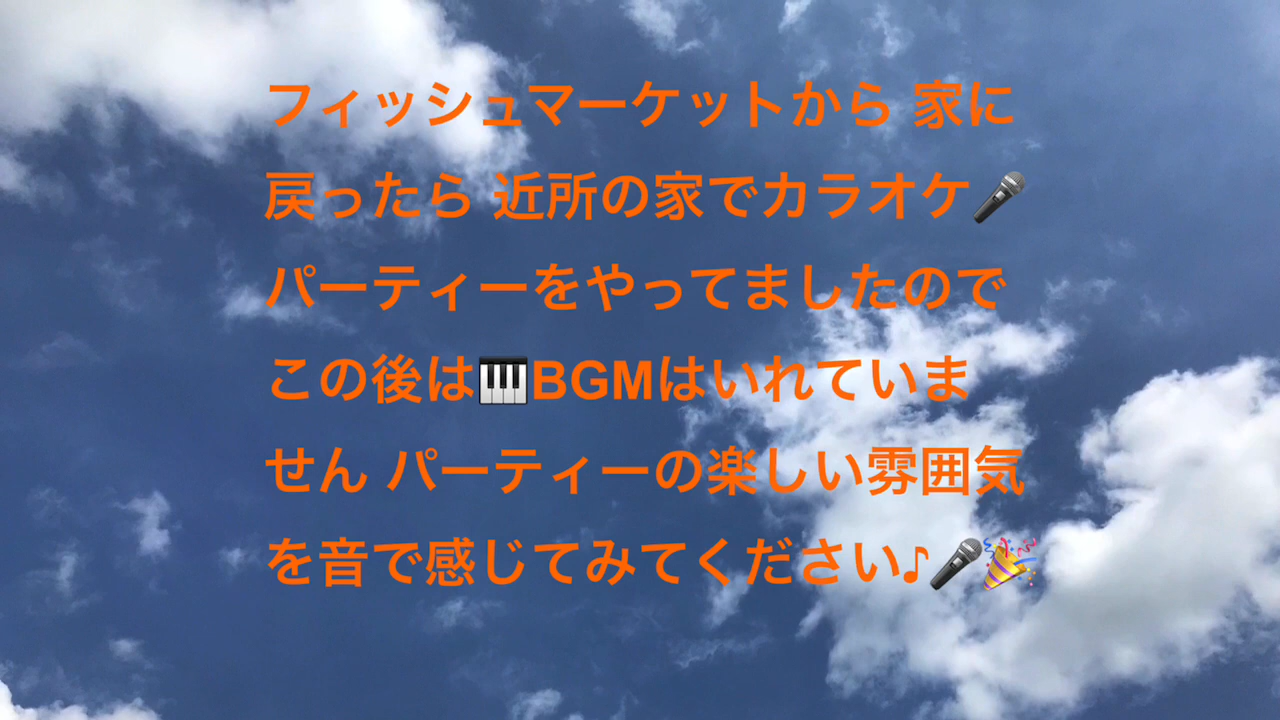 フィッシュマーケットから 家に
戻ったら 近所の家でカラオケ🎤
パーティーをやってましたので
この後は🎹BGMはいれていま
せん パーティーの楽しい雰囲気
を音で感じてみてください♪🎤🎉